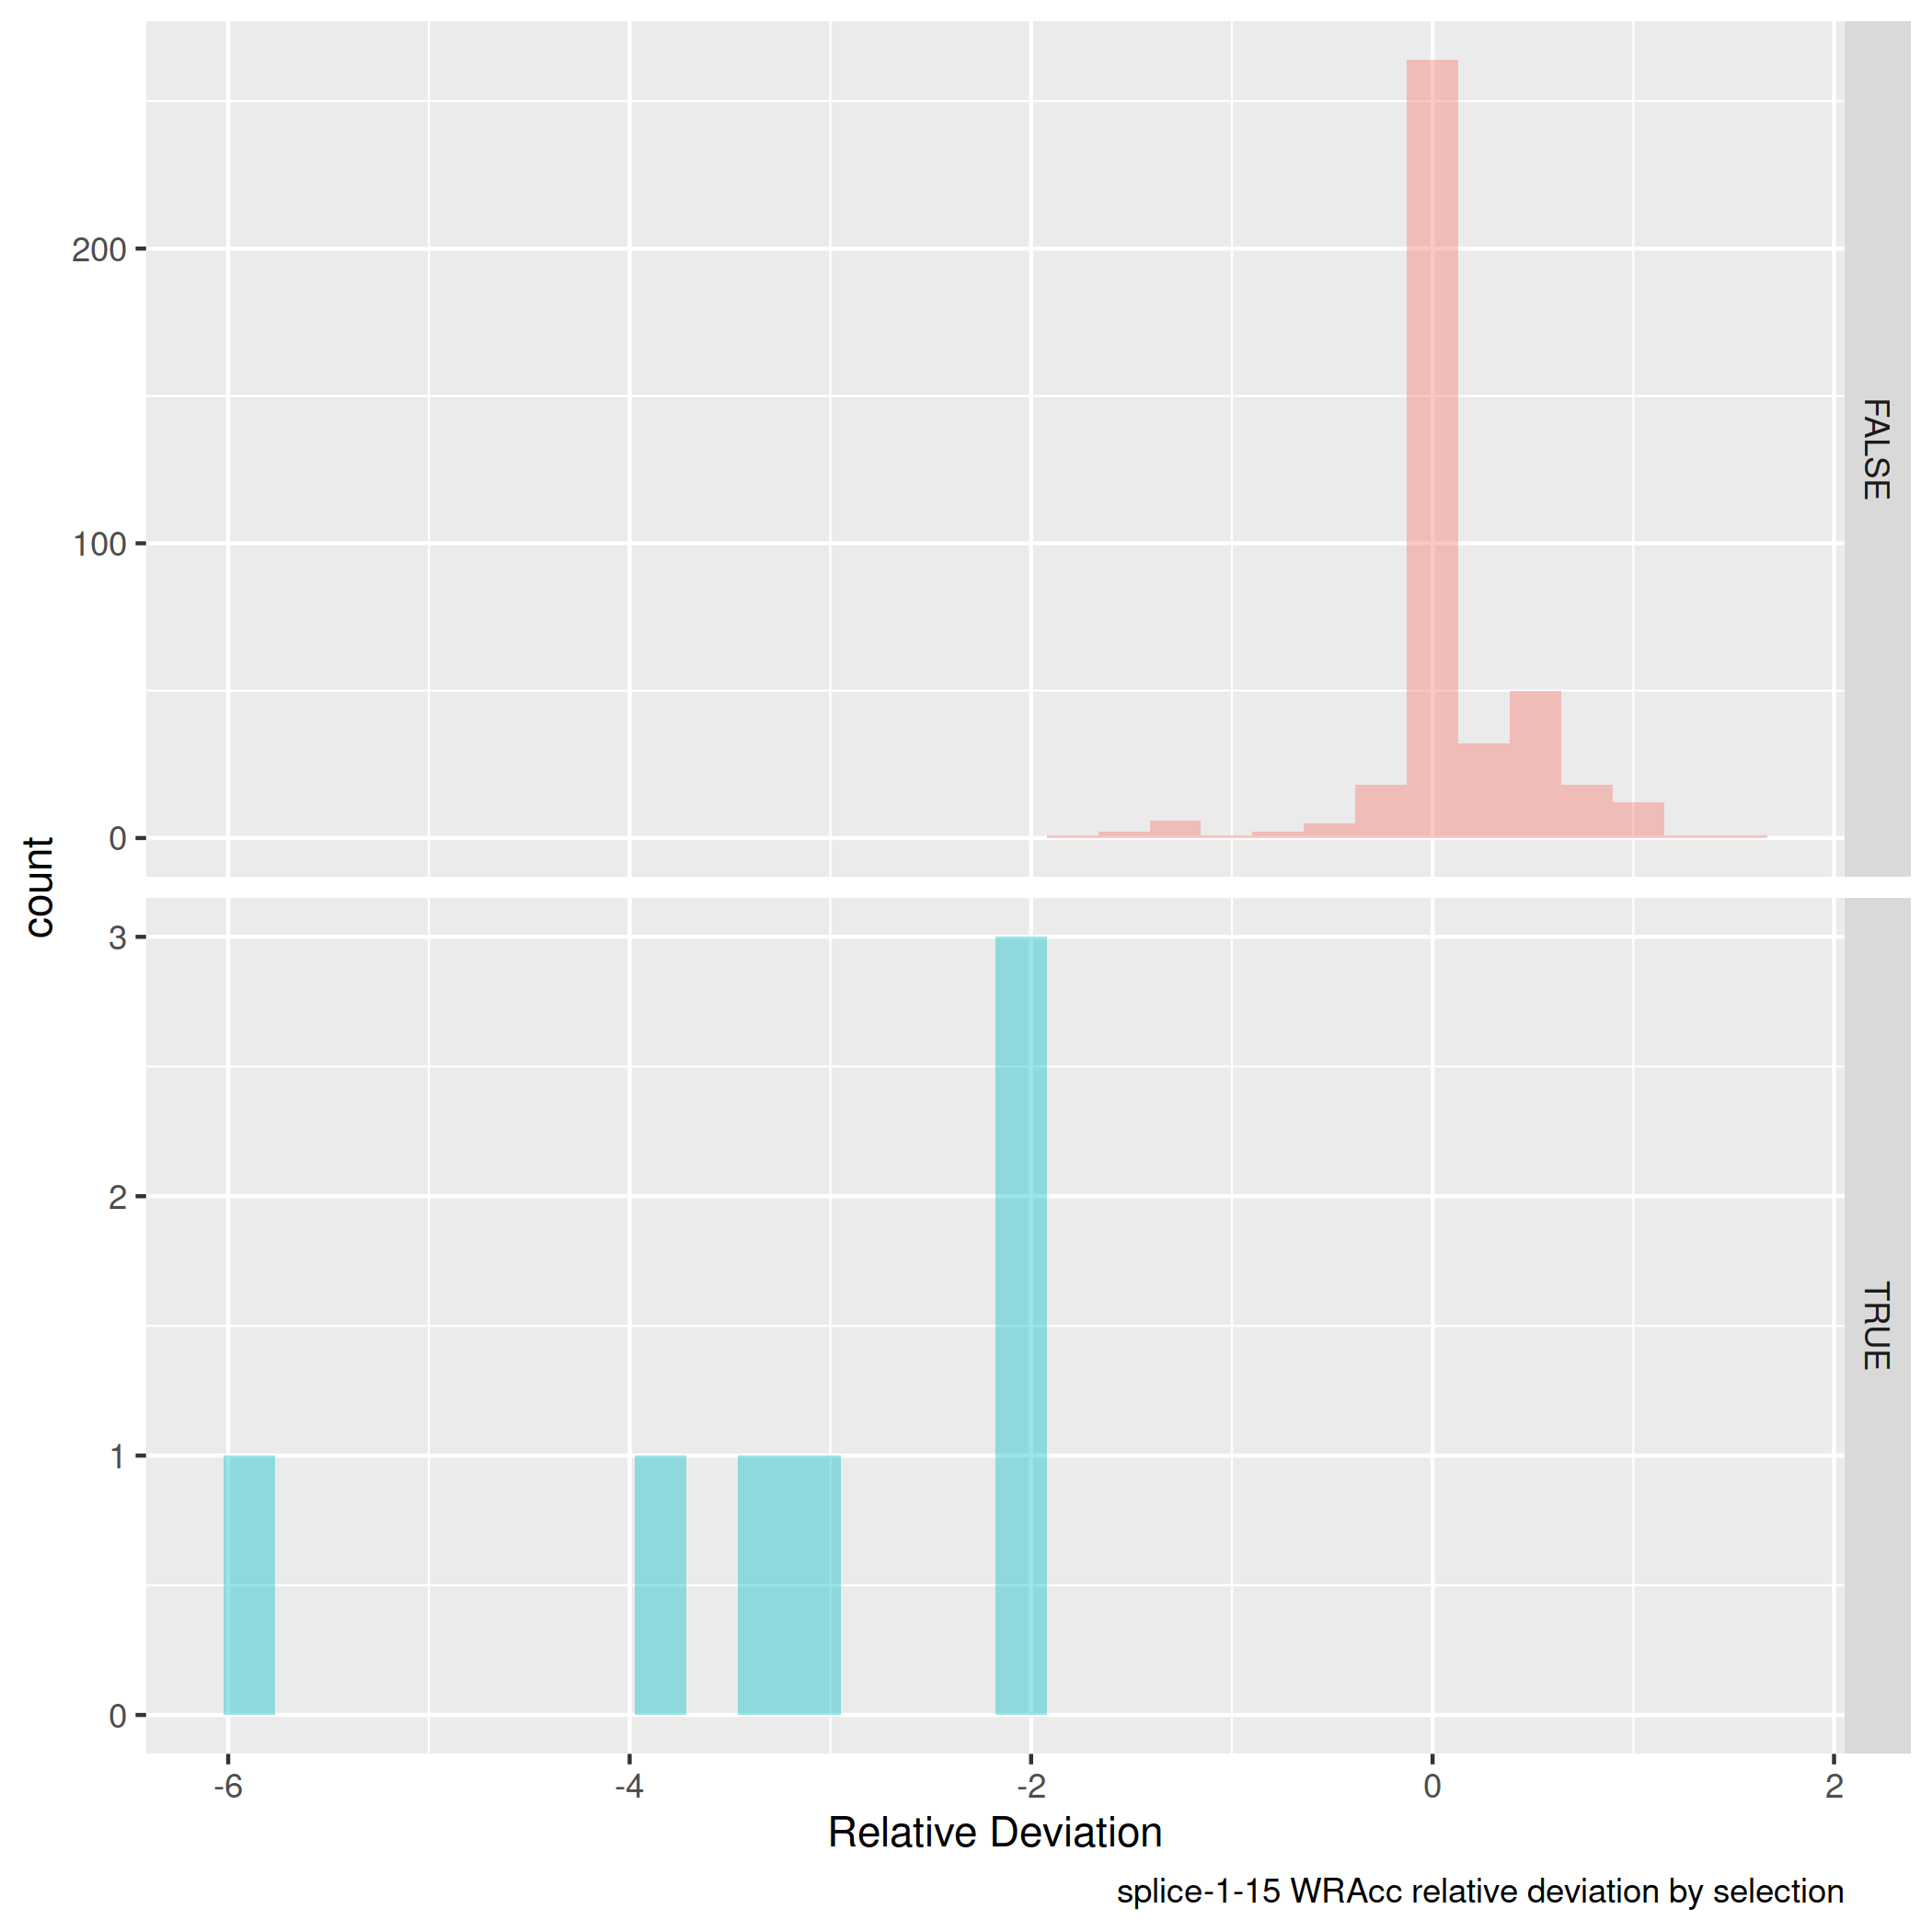 200
100
0
FALSE
count
3
2
1
0
TRUE
-6 -4 -2 0 2
Relative Deviation
splice-1-15 WRAcc relative deviation by selection